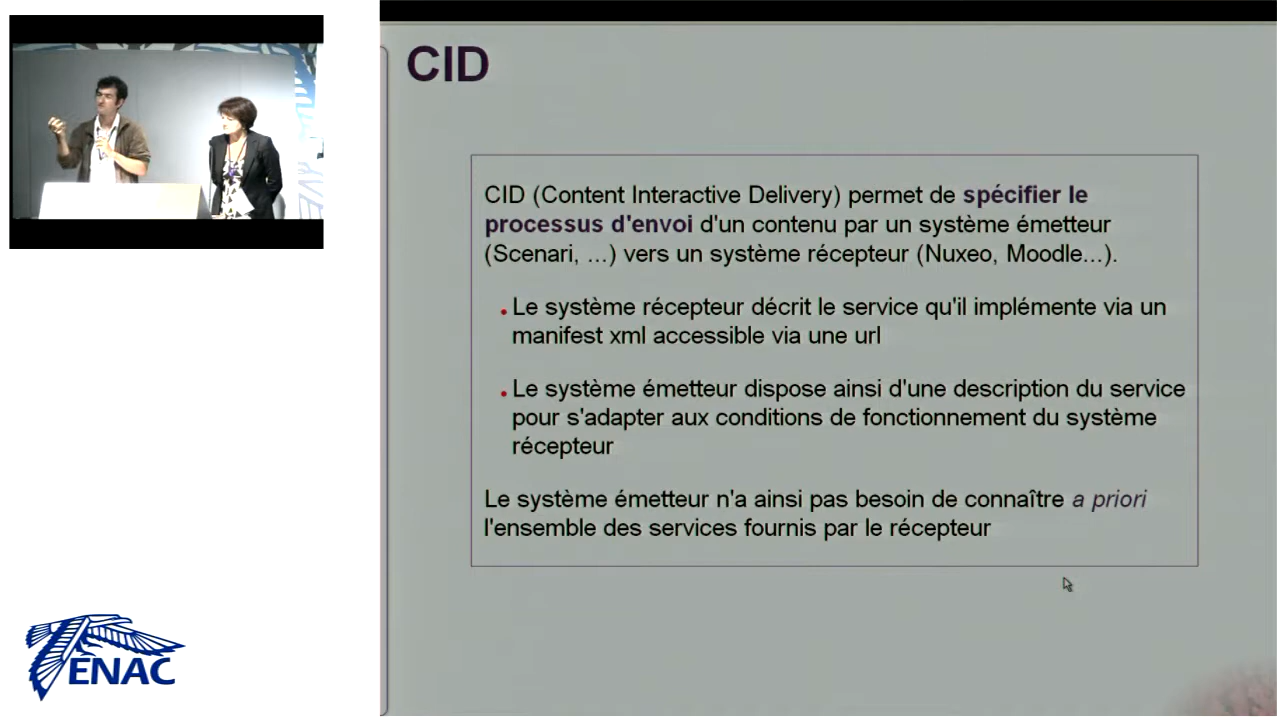 CID
CID (Content Interactive Delivery) permet de spécifier le
processus d'envoi d'un contenu par un système émetteur
(Scenari, ...) vers un système récepteur (Nuxeo, Moodle...).
Le système récepteur décrit le service qu'il implémente via un
manifest xml accessible via une url
Le système émetteur dispose ainsi d'une description du service
pour s'adapter aux conditions de fonctionnement du système
récepteur
Le système émetteur n'a ainsi pas besoin de connaître a priori
l'ensemble des services fournis par le récepteur
ENAC